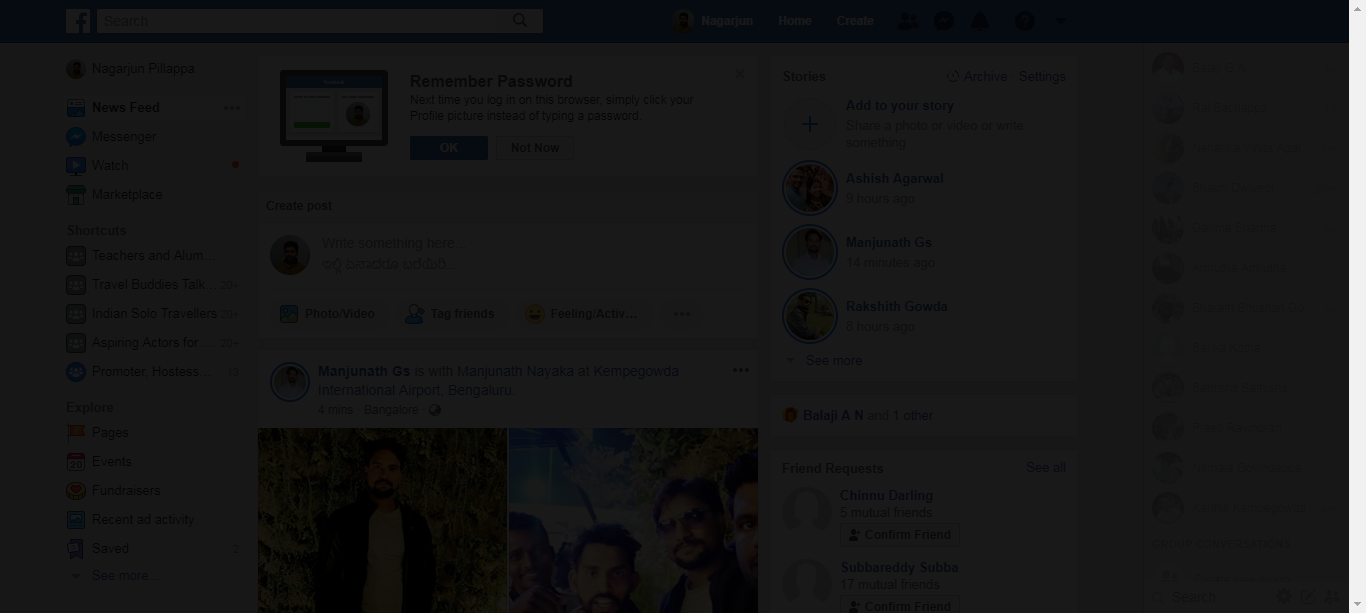 Search
Nagarjun
Home
Create
Nagarjun Pillappa
News Feed
Messenger
Watch
Marketplace
Shortcuts
Teachers and Alum...
Travel Buddies Talk... 20+
Indian Solo Travellers 20+
Aspiring Actors for ... 20+
Promoter, Hostess... 12
Explore
Pages
Events
Fundraisers
Recent ad activity
Saved 2
See more...
Remember Password
Next time you log in on this browser, simply click your
Profile picture instead of typing a password.
OK
Not Now
Create post
Write something here...
Photo/Video
Tag friends
Feeling/Activ...
Manjunath Gs is with Manjunath Nayaka at Kempegowda
International Airport, Bengaluru.
4 mins · Bangalore ·
Stories
Archive
Settings
Add to your story
Share a photo or video or write
something
Ashish Agarwal
9 hours ago
Manjunath Gs
14 minutes ago
Rakshith Gowda
6 hours ago
See more
Balaji A N and 1 other
Friend Requests
See all
Chinnu Darling
5 mutual friends
Confirm Friend
Subbareddy Subba
17 mutual friends
Confirm Friend
Search